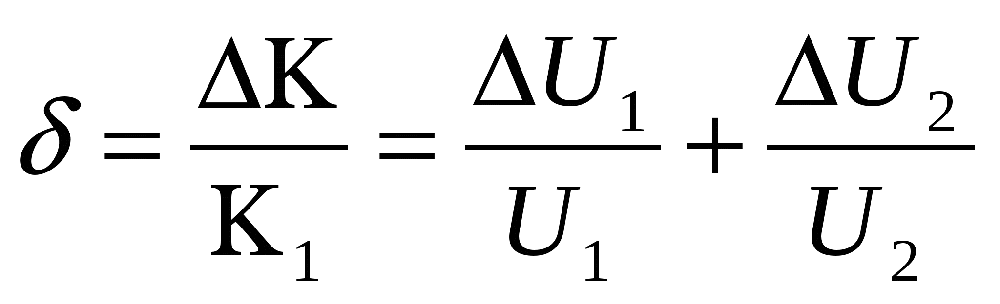 δ = ΔK/K₁ = ΔU₁/U₁ + ΔU₂/U₂